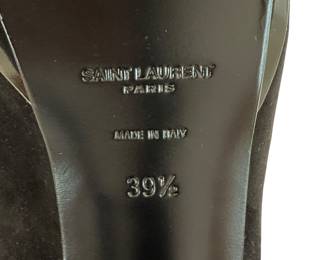 SAINT LAURENT
PARIS
MADE IN ITALY
39½